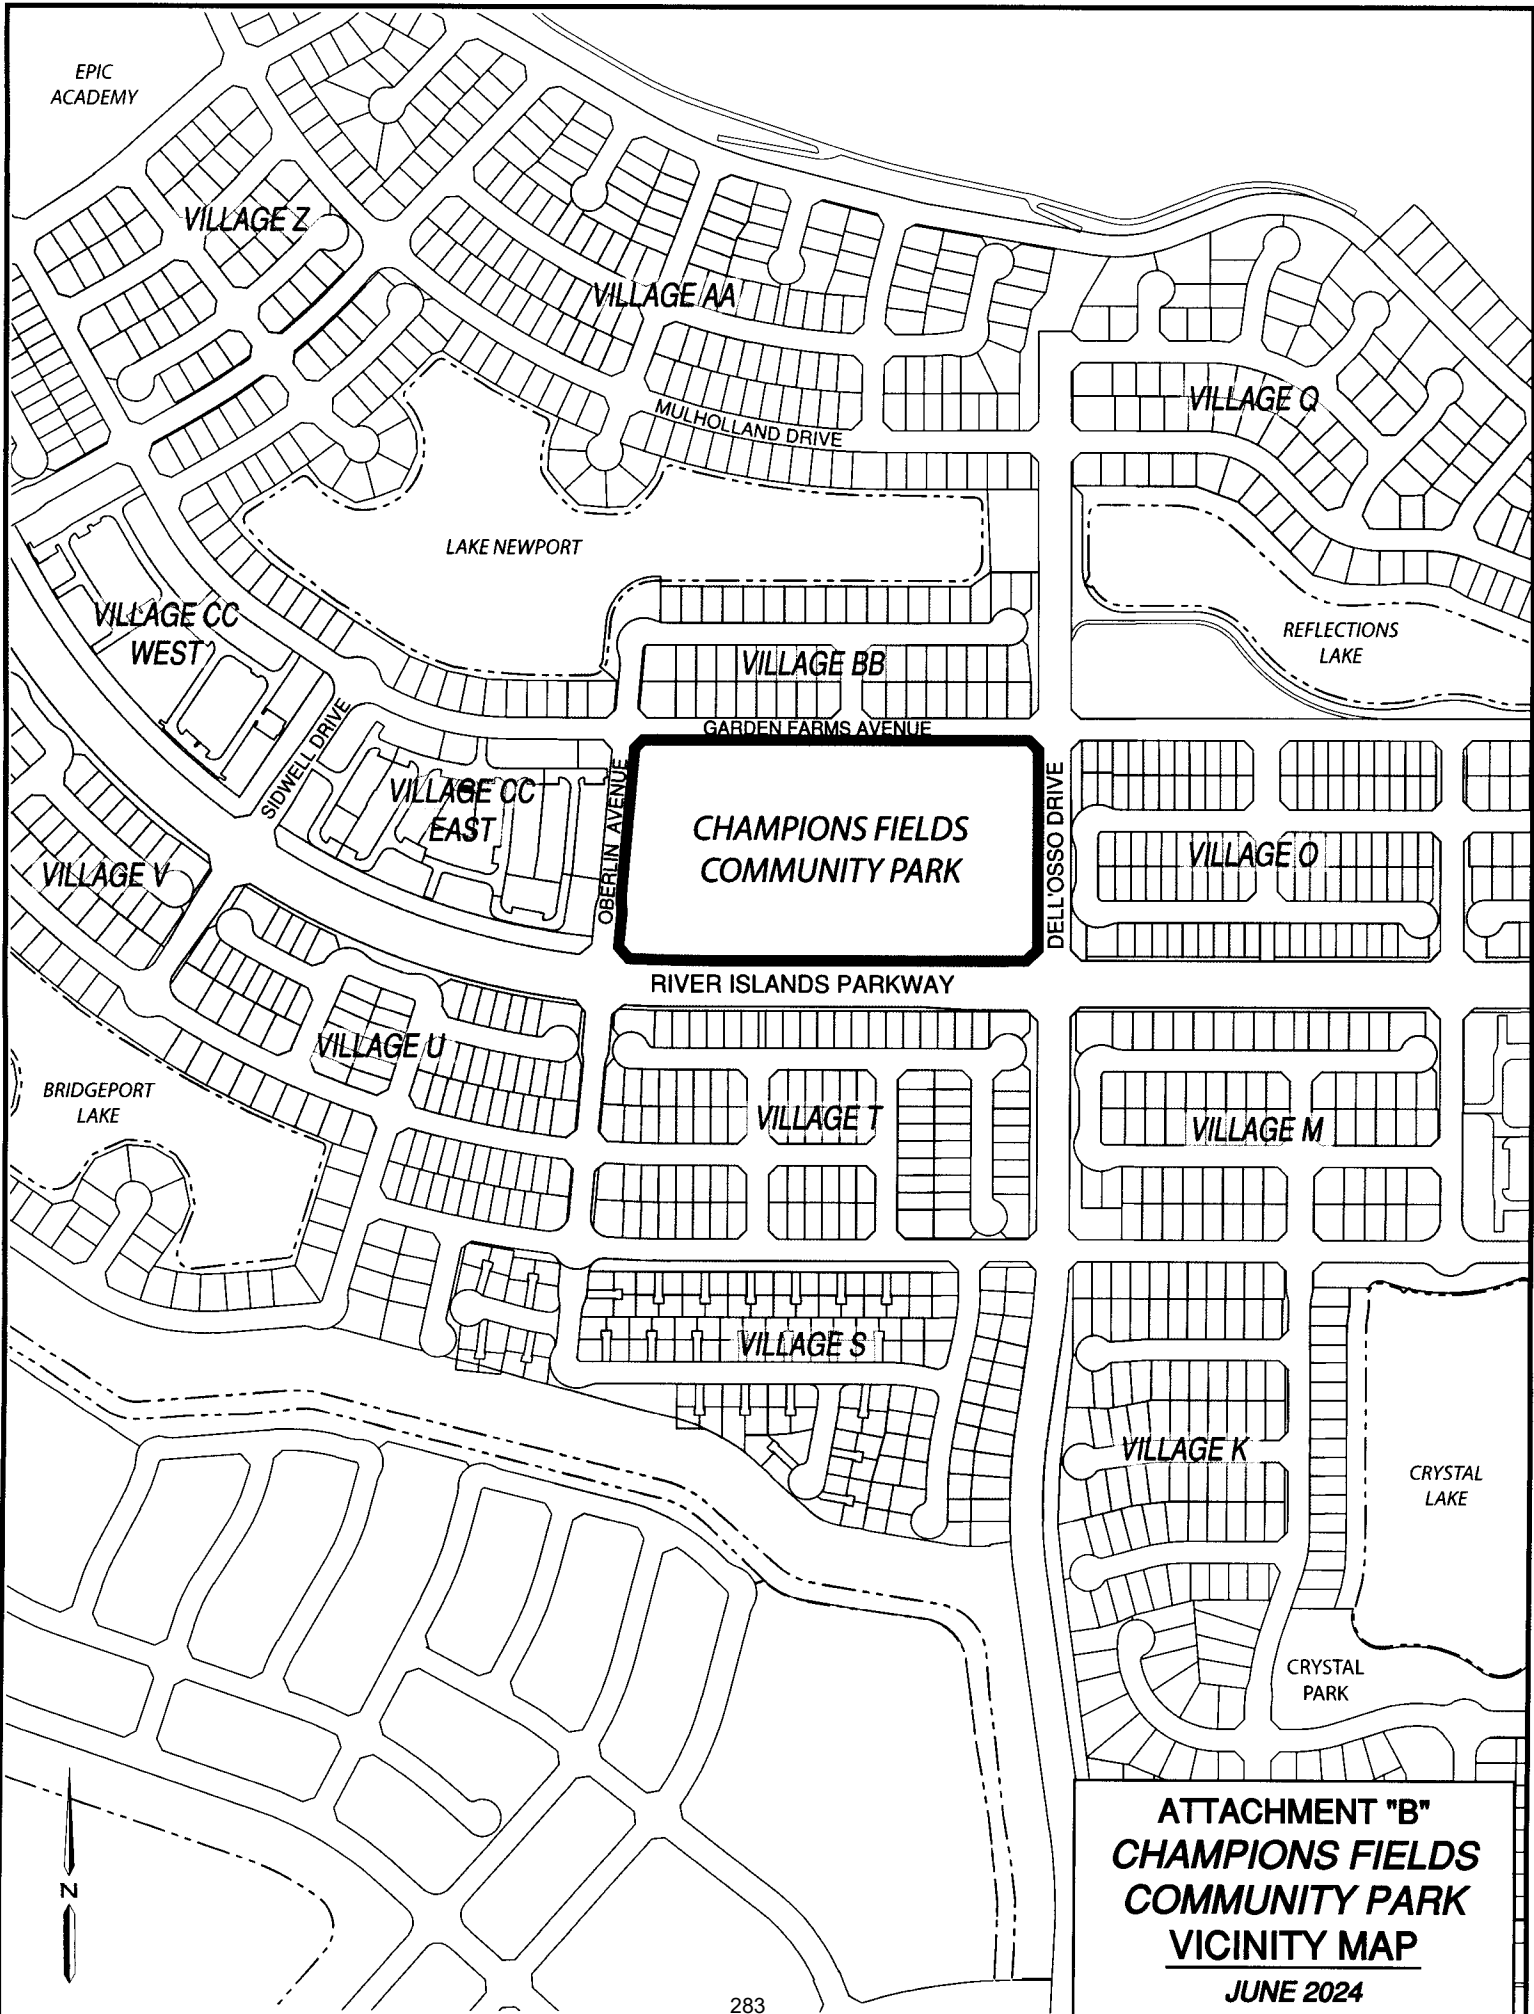 EPIC
ACADEMY
VILLAGE Z
VILLAGE AA
VILLAGE Q
MULHOLLAND DRIVE
LAKE NEWPORT
VILLAGE CC
WEST
REFLECTIONS
LAKE
VILLAGE BB
GARDEN FARMS AVENUE
SIDWELL DRIVE
VILLAGE CC
EAST
OBERLIN AVENUE
CHAMPIONS FIELDS
COMMUNITY PARK
DELL'OSSO DRIVE
VILLAGE O
VILLAGE V
RIVER ISLANDS PARKWAY
VILLAGE U
BRIDGEPORT
LAKE
VILLAGE T
VILLAGE M
VILLAGE S
VILLAGE K
CRYSTAL
LAKE
CRYSTAL
PARK
N
ATTACHMENT "B"
CHAMPIONS FIELDS
COMMUNITY PARK
VICINITY MAP
JUNE 2024
283